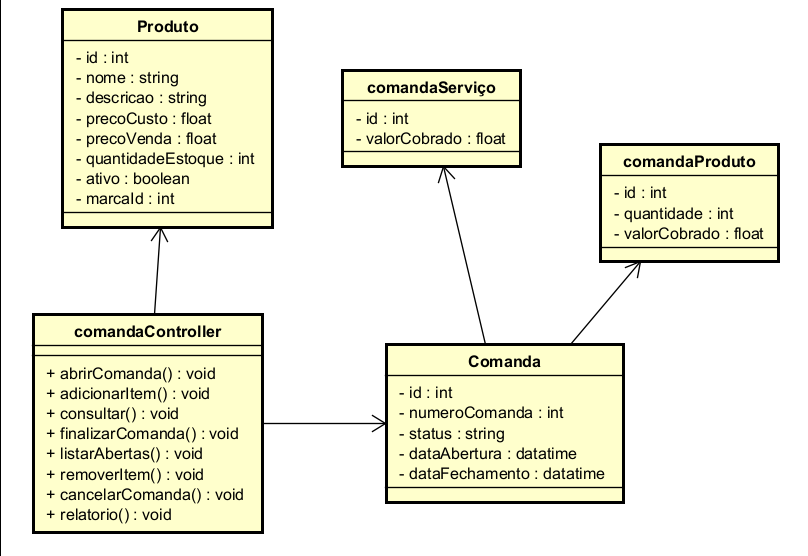 Produto
- id : int
- nome : string
- descricao : string
- precoCusto : float
- precoVenda : float
- quantidadeEstoque : int
- ativo : boolean
- marcaId : int
comandaServiço
- id : int
- valorCobrado : float
comandaProduto
- id : int
- quantidade : int
- valorCobrado : float
comandaController
+ abrirComanda() : void
+ adicionarItem() : void
+ consultar() : void
+ finalizarComanda() : void
+ listarAbertas() : void
+ removerItem() : void
+ cancelarComanda() : void
+ relatorio() : void
Comanda
- id : int
- numeroComanda : int
- status : string
- dataAbertura : datatime
- dataFechamento : datatime